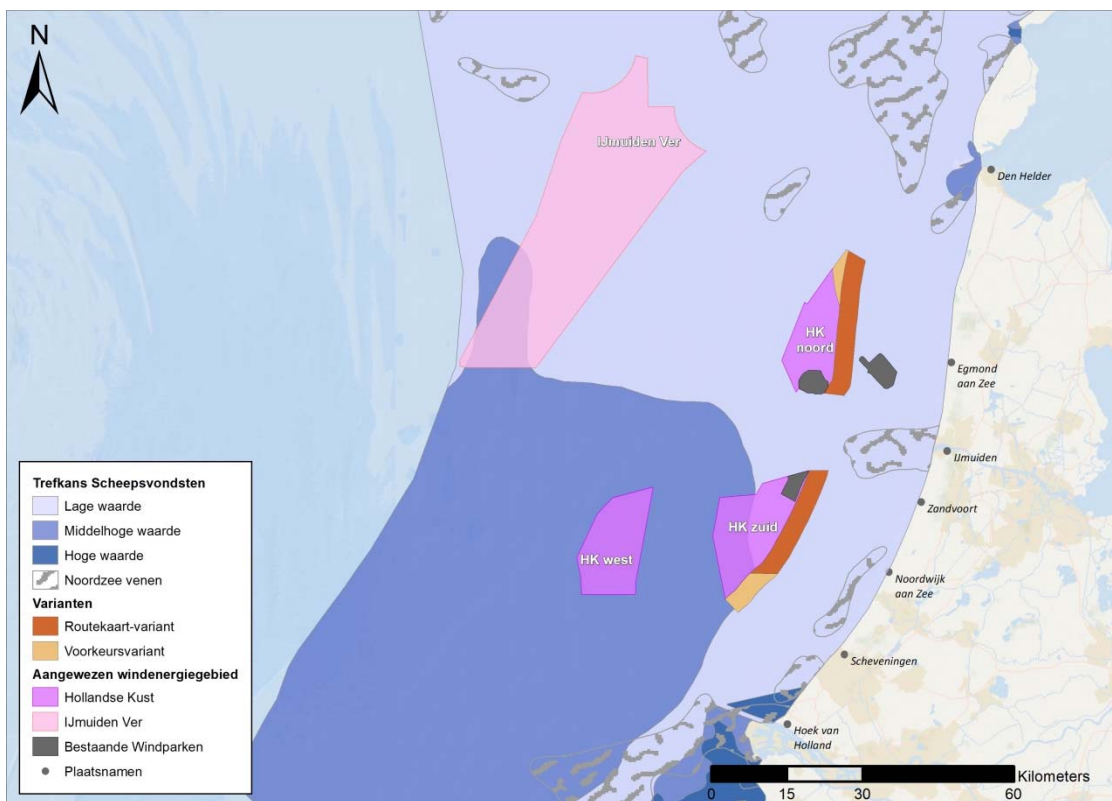 N
IJmuiden Ver
Den Helder
HK
noord
Egmond
aan Zee
IJmuiden
Zandvoort
HK zuid
HK west
Noordwijk
aan Zee
Scheveningen
Hoek van
Holland
Trefkans Scheepsvondsten
Lage waarde
Middelhoge waarde
Hoge waarde
Noordzee venen
Varianten
Routekaart-variant
Voorkeursvariant
Aangewezen windenergiegebied
Hollandse Kust
IJmuiden Ver
Bestaande Windparken
Plaatsnamen
Kilometers
0 15 30 60